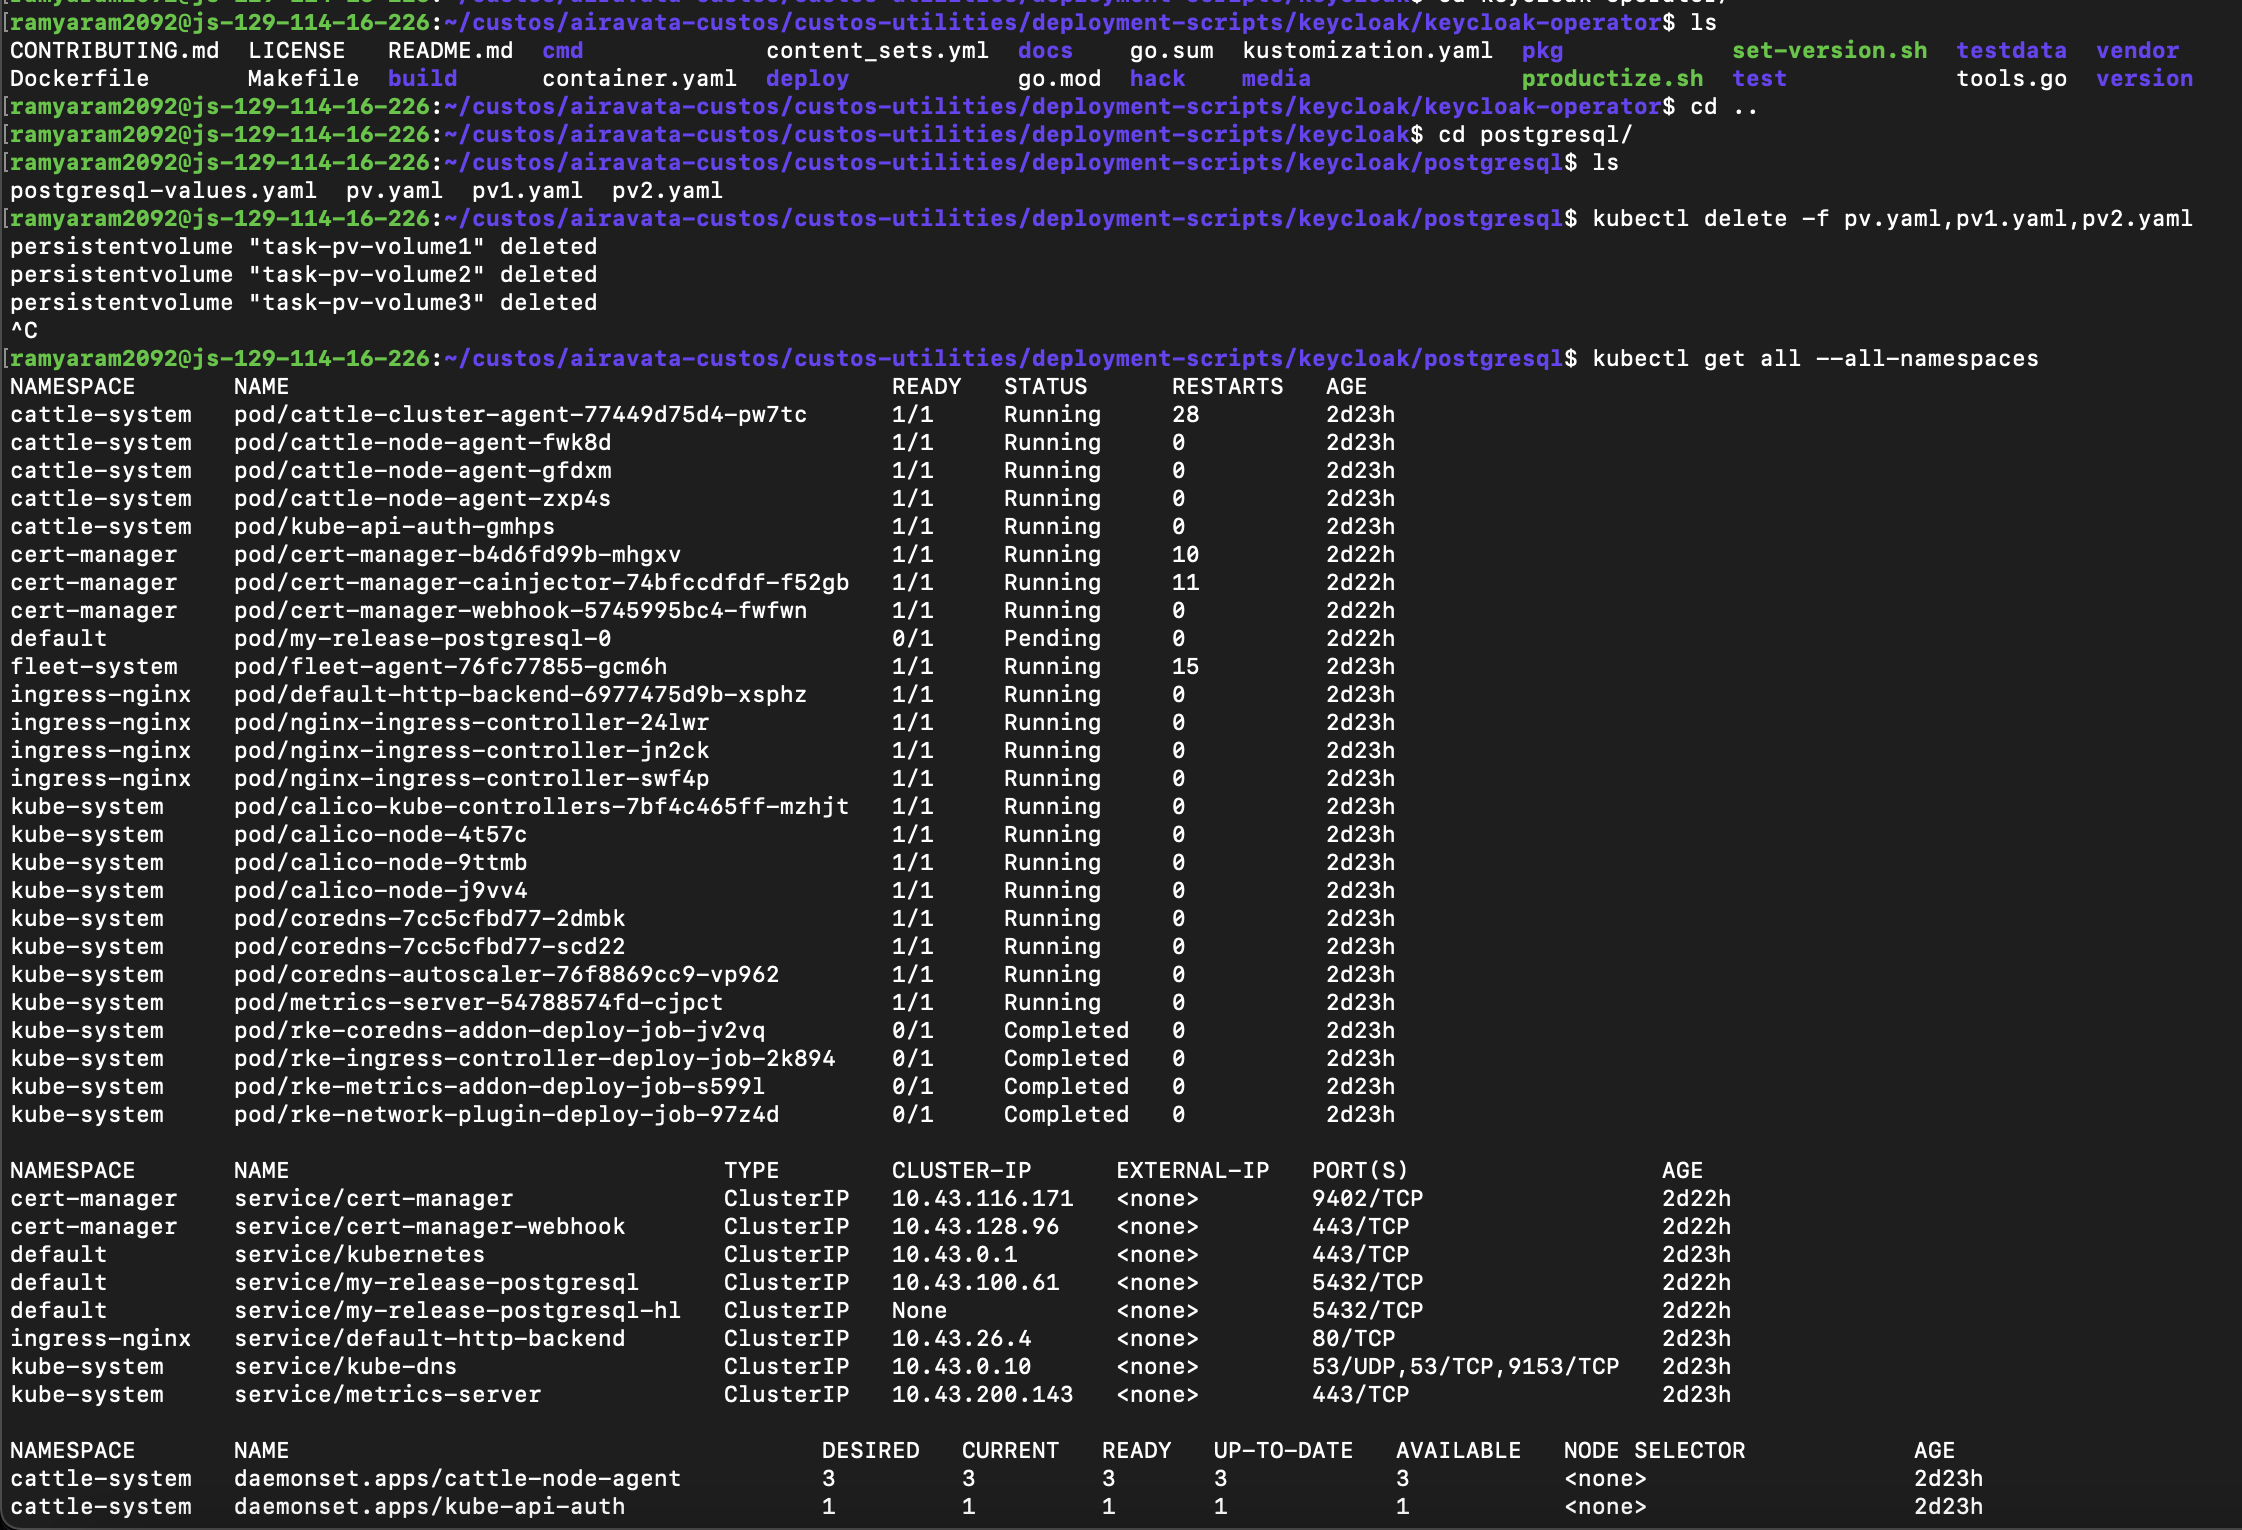 ramyaram2092@js-129-114-16-226:~/custos/airavata-custos/custos-utilities/deployment-scripts/keycloak$ cd keycloak-operator/
[ramyaram2092@js-129-114-16-226:~/custos/airavata-custos/custos-utilities/deployment-scripts/keycloak/keycloak-operator$ ls
CONTRIBUTING.md  LICENSE   README.md  cmd             content_sets.yml  docs    go.sum  kustomization.yaml  pkg            set-version.sh  testdata  vendor
Dockerfile       Makefile  build      container.yaml  deploy            go.mod  hack    media               productize.sh  test            tools.go  version
[ramyaram2092@js-129-114-16-226:~/custos/airavata-custos/custos-utilities/deployment-scripts/keycloak/keycloak-operator$ cd ..
[ramyaram2092@js-129-114-16-226:~/custos/airavata-custos/custos-utilities/deployment-scripts/keycloak$ cd postgresql/
[ramyaram2092@js-129-114-16-226:~/custos/airavata-custos/custos-utilities/deployment-scripts/keycloak/postgresql$ ls
postgresql-values.yaml  pv.yaml  pv1.yaml  pv2.yaml
[ramyaram2092@js-129-114-16-226:~/custos/airavata-custos/custos-utilities/deployment-scripts/keycloak/postgresql$ kubectl delete -f pv.yaml,pv1.yaml,pv2.yaml
persistentvolume "task-pv-volume1" deleted
persistentvolume "task-pv-volume2" deleted
persistentvolume "task-pv-volume3" deleted
^C
[ramyaram2092@js-129-114-16-226:~/custos/airavata-custos/custos-utilities/deployment-scripts/keycloak/postgresql$ kubectl get all --all-namespaces
NAMESPACE       NAME                                           READY   STATUS      RESTARTS   AGE
cattle-system   pod/cattle-cluster-agent-77449d75d4-pw7tc      1/1     Running     28         2d23h
cattle-system   pod/cattle-node-agent-fwk8d                    1/1     Running     0          2d23h
cattle-system   pod/cattle-node-agent-gfdxm                    1/1     Running     0          2d23h
cattle-system   pod/cattle-node-agent-zxp4s                    1/1     Running     0          2d23h
cattle-system   pod/kube-api-auth-gmhps                        1/1     Running     0          2d23h
cert-manager    pod/cert-manager-b4d6fd99b-mhgxv               1/1     Running     10         2d22h
cert-manager    pod/cert-manager-cainjector-74bfccdfdf-f52gb   1/1     Running     11         2d22h
cert-manager    pod/cert-manager-webhook-5745995bc4-fwfwn      1/1     Running     0          2d22h
default         pod/my-release-postgresql-0                    0/1     Pending     0          2d22h
fleet-system    pod/fleet-agent-76fc77855-gcm6h                1/1     Running     15         2d23h
ingress-nginx   pod/default-http-backend-6977475d9b-xsphz      1/1     Running     0          2d23h
ingress-nginx   pod/nginx-ingress-controller-24lwr             1/1     Running     0          2d23h
ingress-nginx   pod/nginx-ingress-controller-jn2ck             1/1     Running     0          2d23h
ingress-nginx   pod/nginx-ingress-controller-swf4p             1/1     Running     0          2d23h
kube-system     pod/calico-kube-controllers-7bf4c465ff-mzhjt   1/1     Running     0          2d23h
kube-system     pod/calico-node-4t57c                          1/1     Running     0          2d23h
kube-system     pod/calico-node-9ttmb                          1/1     Running     0          2d23h
kube-system     pod/calico-node-j9vv4                          1/1     Running     0          2d23h
kube-system     pod/coredns-7cc5cfbd77-2dmbk                   1/1     Running     0          2d23h
kube-system     pod/coredns-7cc5cfbd77-scd22                   1/1     Running     0          2d23h
kube-system     pod/coredns-autoscaler-76f8869cc9-vp962        1/1     Running     0          2d23h
kube-system     pod/metrics-server-54788574fd-cjpct            1/1     Running     0          2d23h
kube-system     pod/rke-coredns-addon-deploy-job-jv2vq         0/1     Completed   0          2d23h
kube-system     pod/rke-ingress-controller-deploy-job-2k894    0/1     Completed   0          2d23h
kube-system     pod/rke-metrics-addon-deploy-job-s599l         0/1     Completed   0          2d23h
kube-system     pod/rke-network-plugin-deploy-job-97z4d        0/1     Completed   0          2d23h
NAMESPACE       NAME                               TYPE        CLUSTER-IP      EXTERNAL-IP   PORT(S)                  AGE
cert-manager    service/cert-manager               ClusterIP   10.43.116.171   <none>        9402/TCP                 2d22h
cert-manager    service/cert-manager-webhook       ClusterIP   10.43.128.96    <none>        443/TCP                  2d22h
default         service/kubernetes                 ClusterIP   10.43.0.1       <none>        443/TCP                  2d23h
default         service/my-release-postgresql      ClusterIP   10.43.100.61    <none>        5432/TCP                 2d22h
default         service/my-release-postgresql-hl   ClusterIP   None            <none>        5432/TCP                 2d22h
ingress-nginx   service/default-http-backend       ClusterIP   10.43.26.4      <none>        80/TCP                   2d23h
kube-system     service/kube-dns                   ClusterIP   10.43.0.10      <none>        53/UDP,53/TCP,9153/TCP   2d23h
kube-system     service/metrics-server             ClusterIP   10.43.200.143   <none>        443/TCP                  2d23h
NAMESPACE       NAME                                      DESIRED   CURRENT   READY   UP-TO-DATE   AVAILABLE   NODE SELECTOR            AGE
cattle-system   daemonset.apps/cattle-node-agent          3         3         3       3            3           <none>                   2d23h
cattle-system   daemonset.apps/kube-api-auth              1         1         1       1            1           <none>                   2d23h